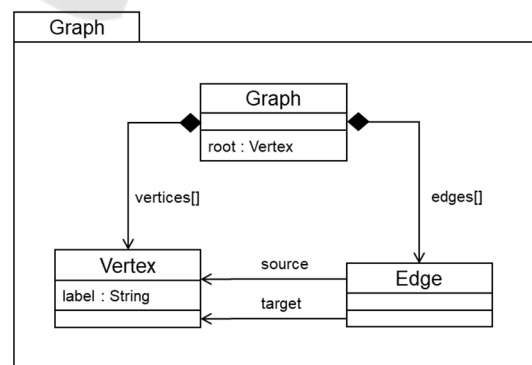 Graph
Graph
root : Vertex
vertices[]
edges[]
Vertex
label : String
source
target
Edge